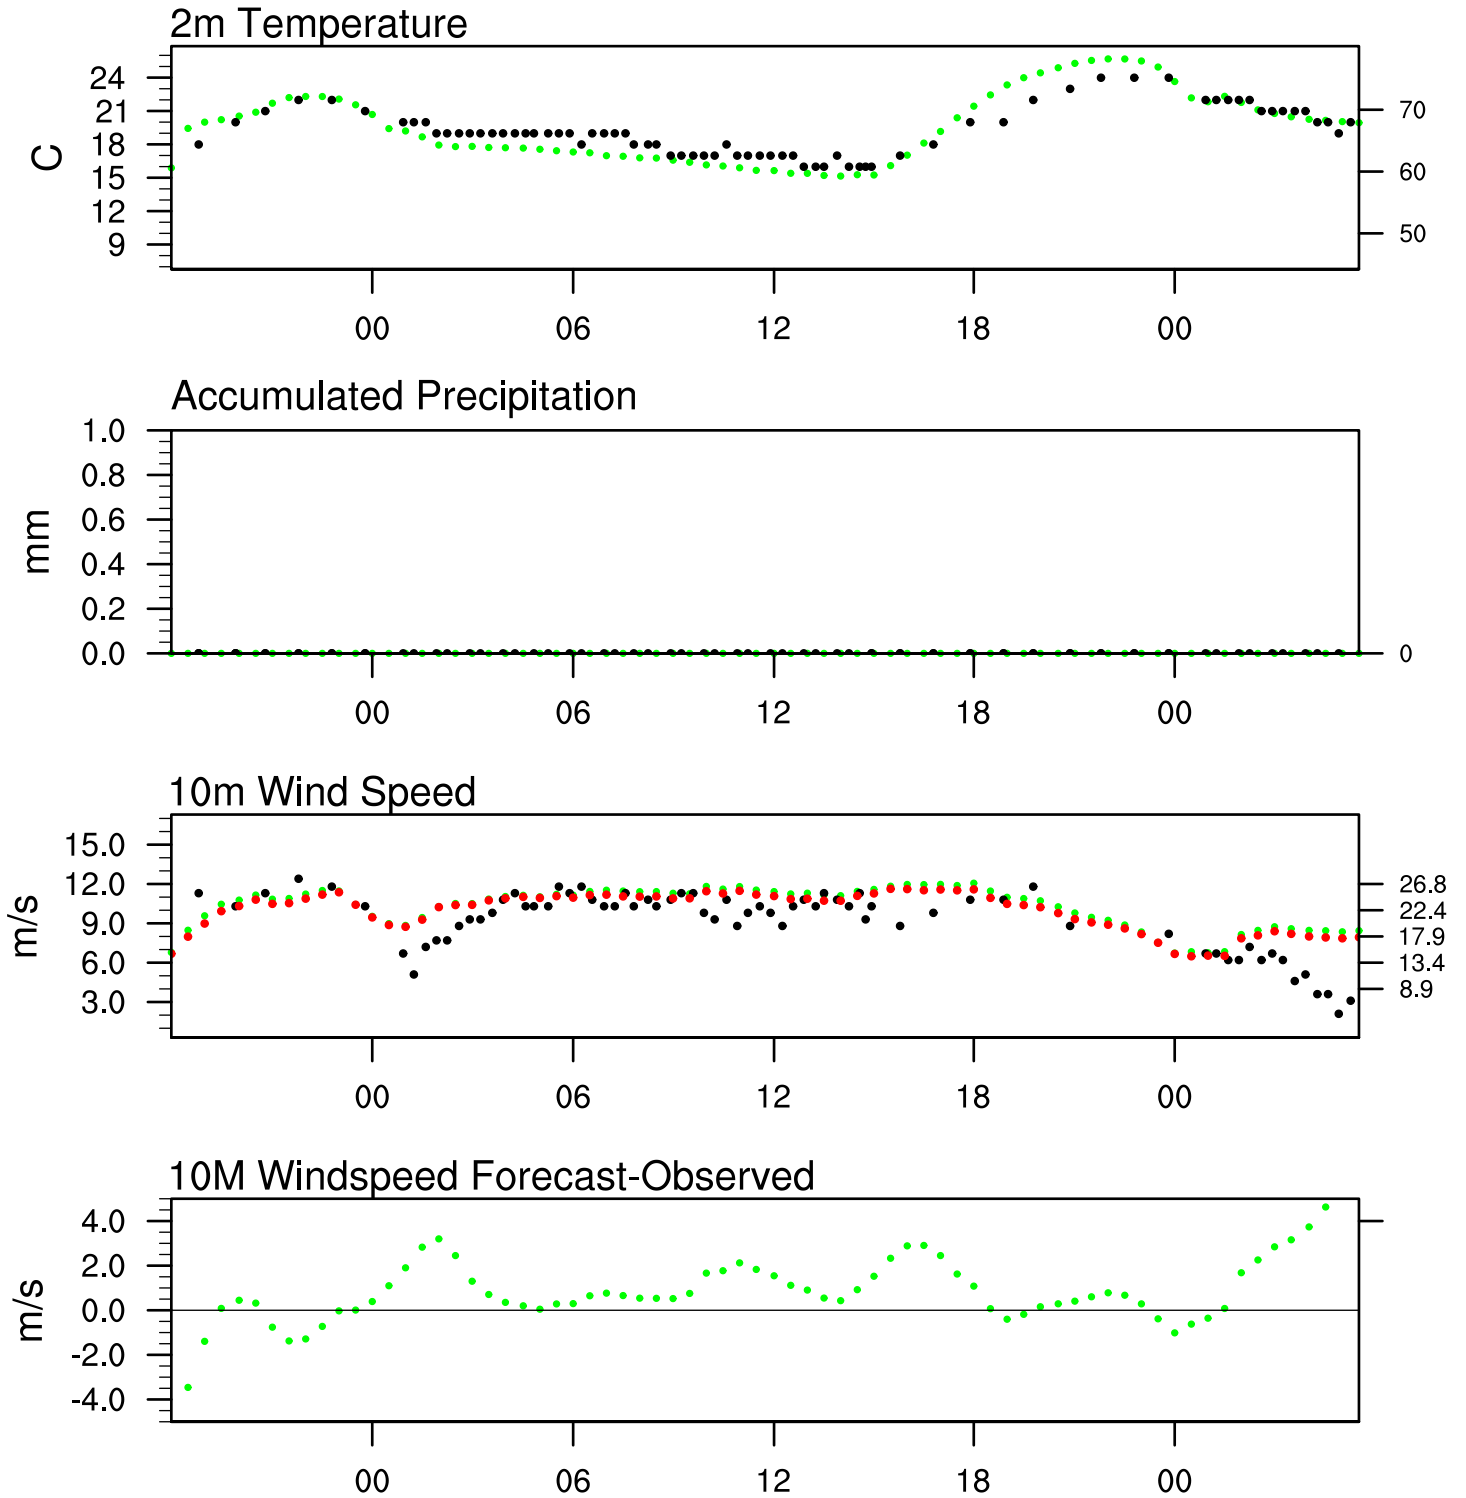 2m Temperature
24
21
18
15
12
9
C
70
60
50
00 06 12 18 00
Accumulated Precipitation
1.0
0.8
0.6
0.4
0.2
0.0
mm
0
00 06 12 18 00
10m Wind Speed
15.0
12.0
9.0
6.0
3.0
m/s
26.8
22.4
17.9
13.4
8.9
00 06 12 18 00
10M Windspeed Forecast-Observed
4.0
2.0
0.0
-2.0
-4.0
m/s
00 06 12 18 00